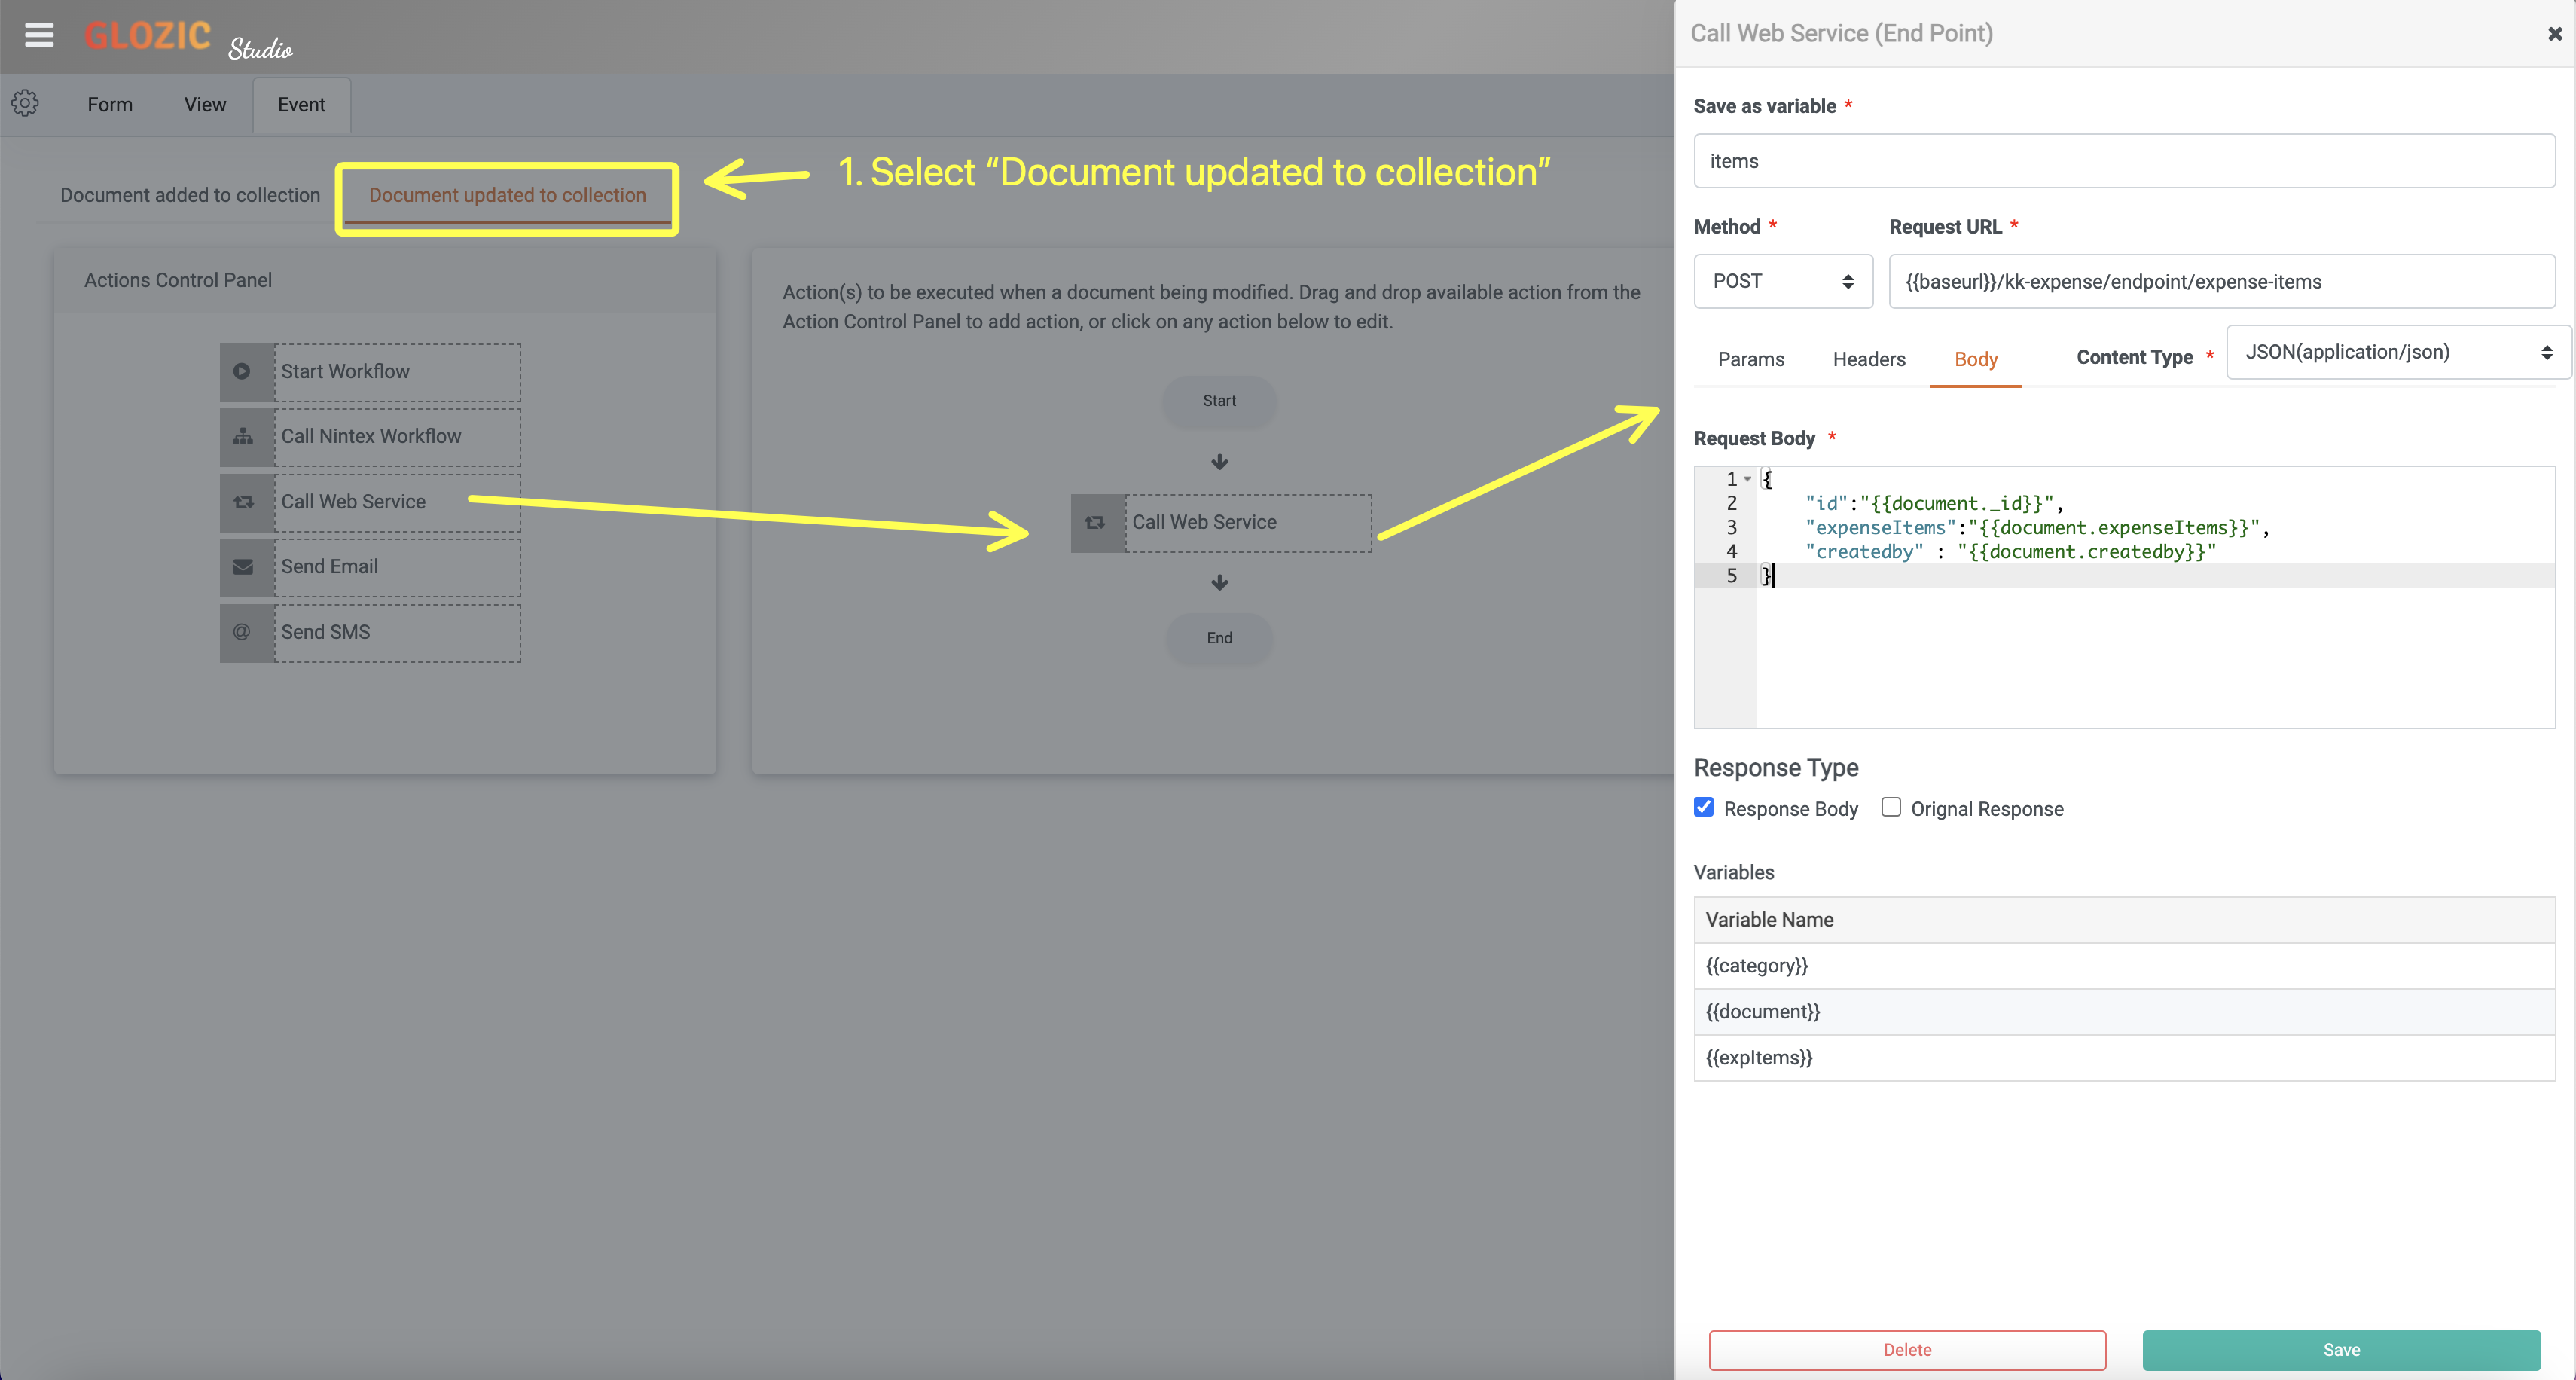 GLOZIC Studio
Form View Event
1. Select “Document updated to collection”
Document added to collection Document updated to collection
Actions Control Panel
Start Workflow
Call Nintex Workflow
Call Web Service
Send Email
@ Send SMS
Action(s) to be executed when a document being modified. Drag and drop available action from the
Action Control Panel to add action, or click on any action below to edit.
Start
Call Web Service
End
Call Web Service (End Point)
Save as variable *
items
Method * Request URL *
POST {{baseurl}}/kk-expense/endpoint/expense-items
Params Headers Body Content Type * JSON(application/json)
Request Body *
1 {
2 "id":"{{document._id}}",
3 "expenseItems":"{{document.expenseItems}}",
4 "createdby" : "{{document.createdby}}"
5 }
Response Type
Response Body Orignal Response
Variables
Variable Name
{{category}}
{{document}}
{{expItems}}
Delete Save